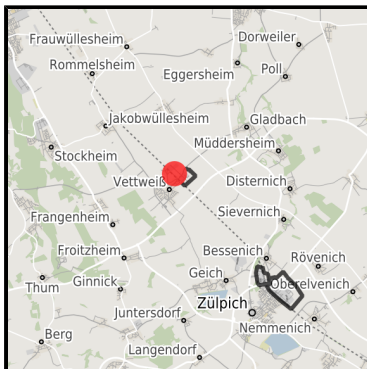 Frauwüllesheim
Dorweiler
Rommelsheim
Eggersheim
Poll
Jakobwüllesheim
Gladbach
Stockheim
Müddersheim
Vettweiß
Disternich
Frangenheim
Sievernich
Froitzheim
Bessenich
Rövenich
Thum
Ginnick
Geich
Oberelvenich
Zülpich
Juntersdorf
Nemmenich
Berg
Langendorf